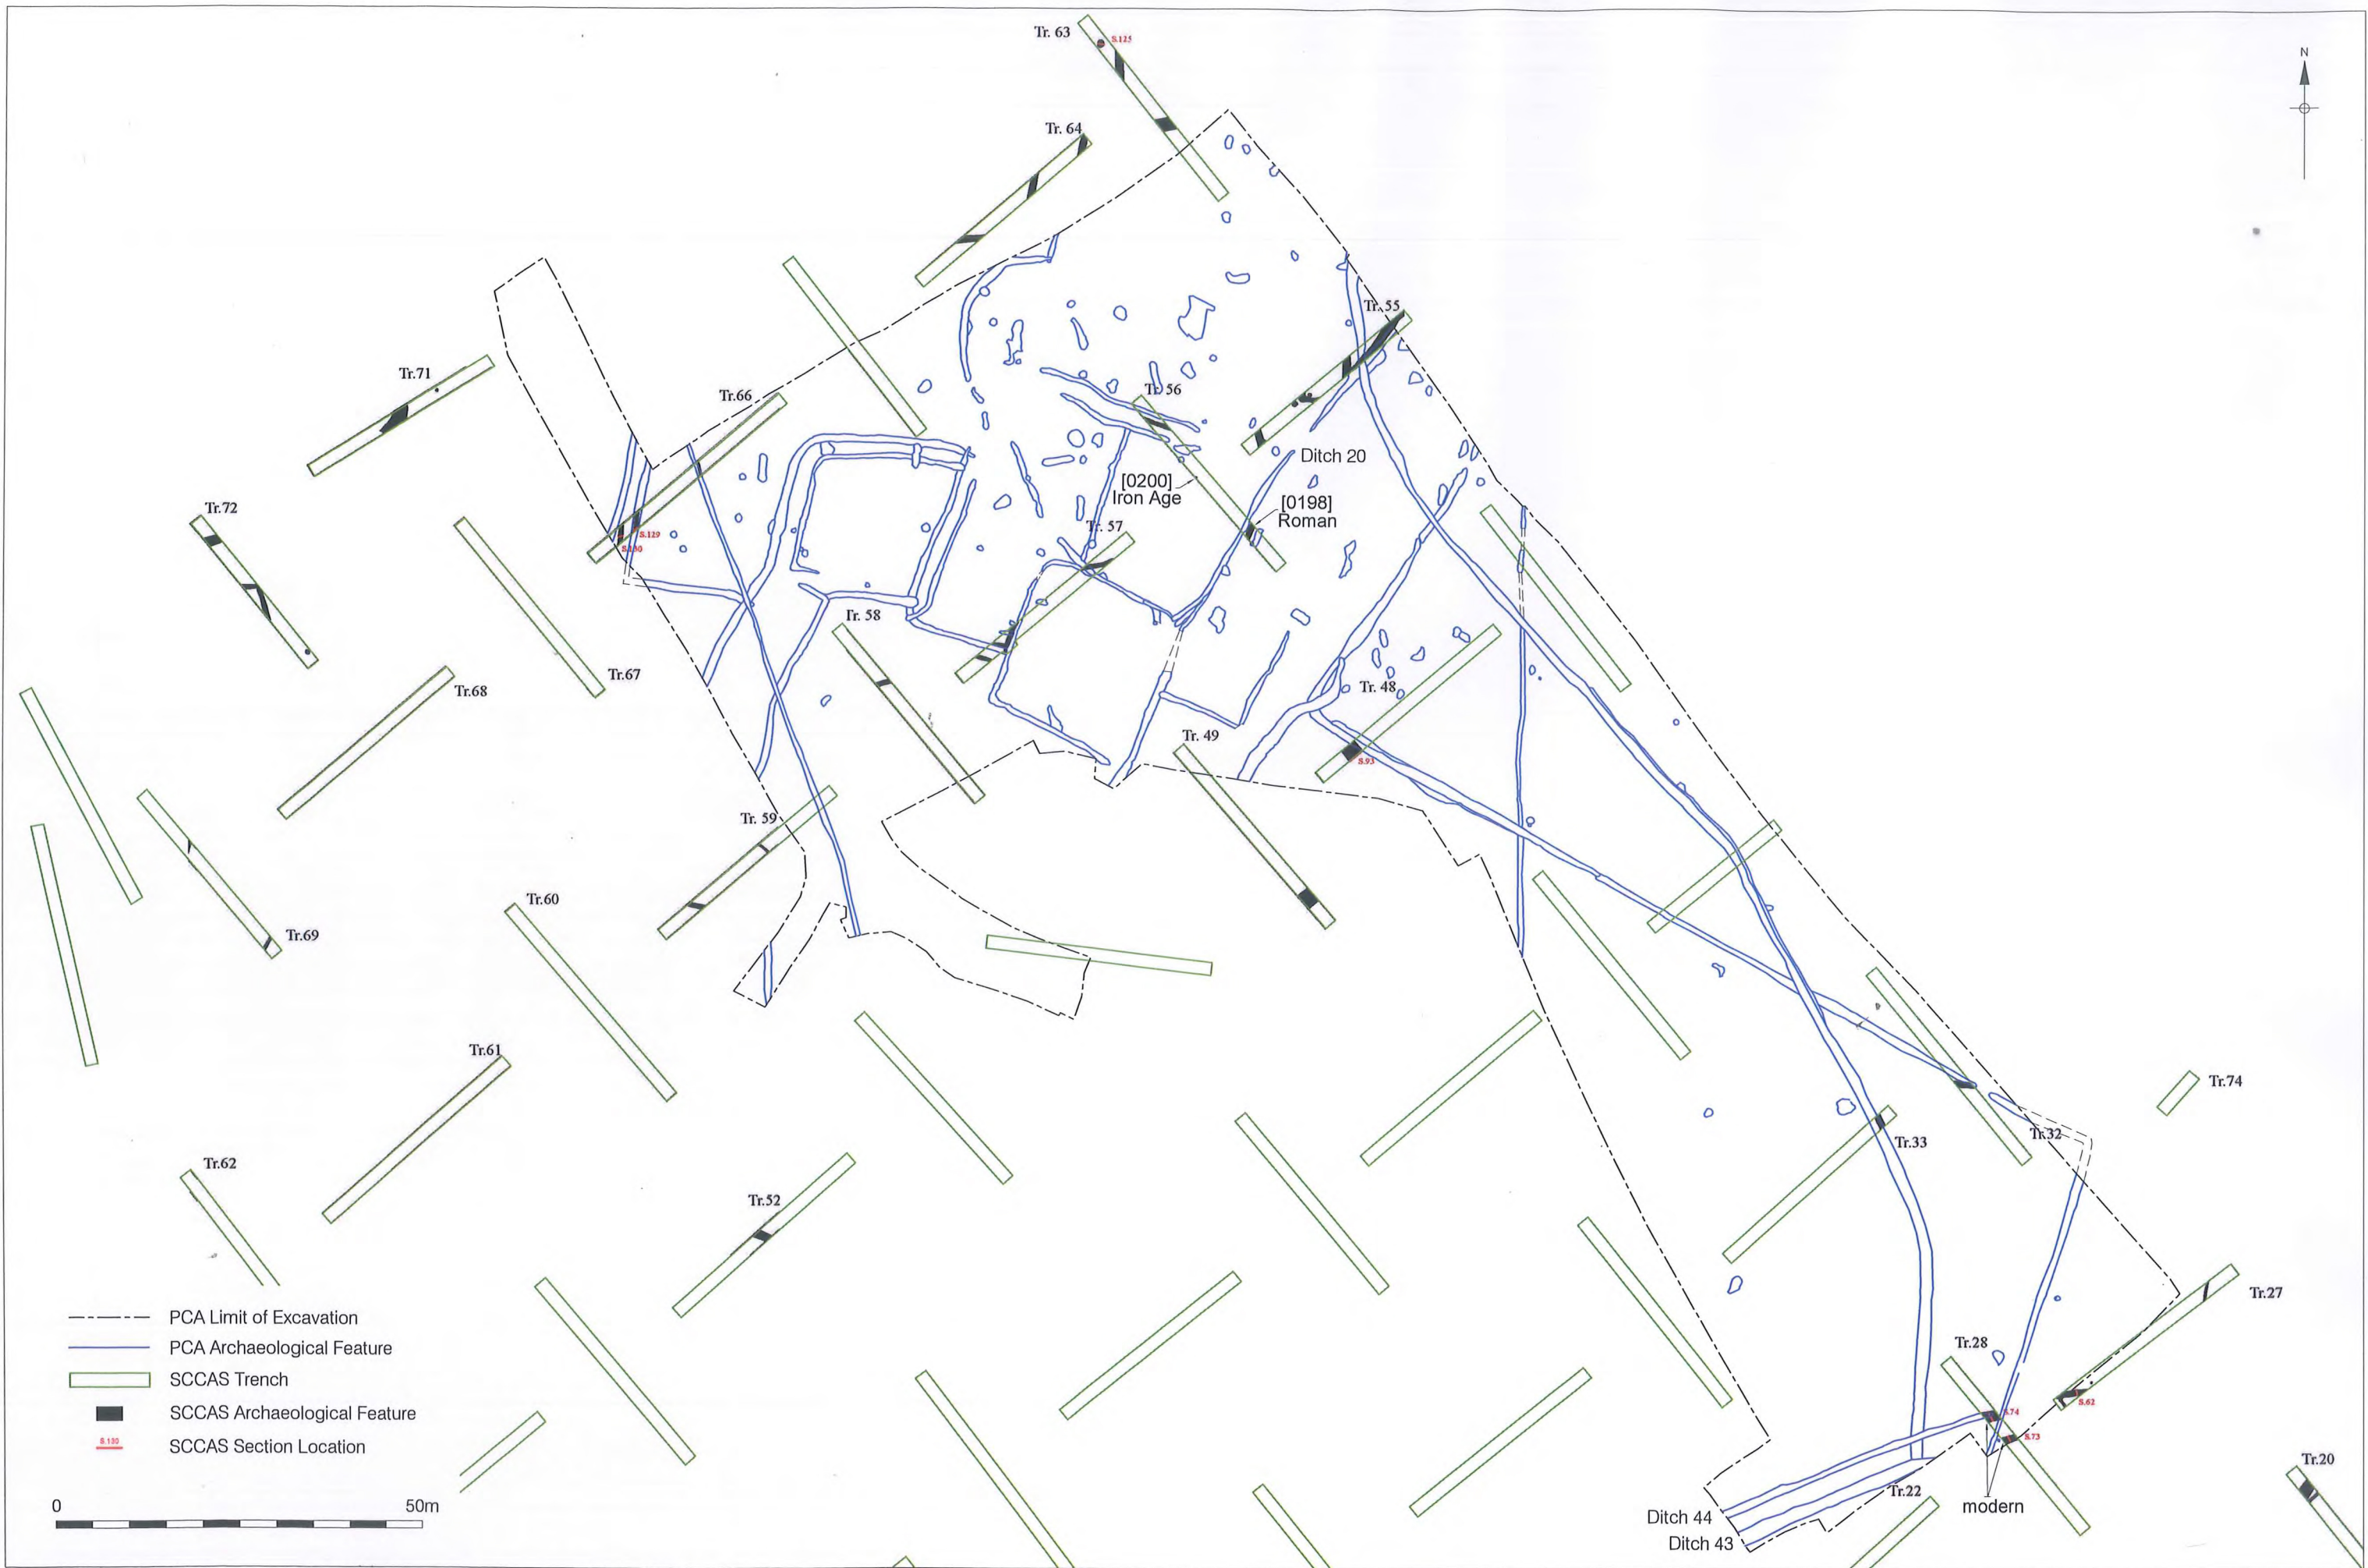 Tr. 63
S.125
N
Tr. 64
Tr. 55
Tr.71
Tr.66
Tr. 56
Ditch 20
[0200]
Iron Age
[0198]
Roman
Tr.72
Tr. 57
S.129
S.130
Tr. 58
Tr.67
Tr.68
Tr. 48
Tr. 49
S.93
Tr. 59
Tr.60
Tr.69
Tr.61
Tr.74
Tr.32
Tr.33
Tr.62
Tr.52
Tr.27
PCA Limit of Excavation
PCA Archaeological Feature
SCCAS Trench
SCCAS Archaeological Feature
S.130
SCCAS Section Location
Tr.28
S.62
S.74
S.73
Tr.20
Tr.22
modern
0 50m
Ditch 44
Ditch 43